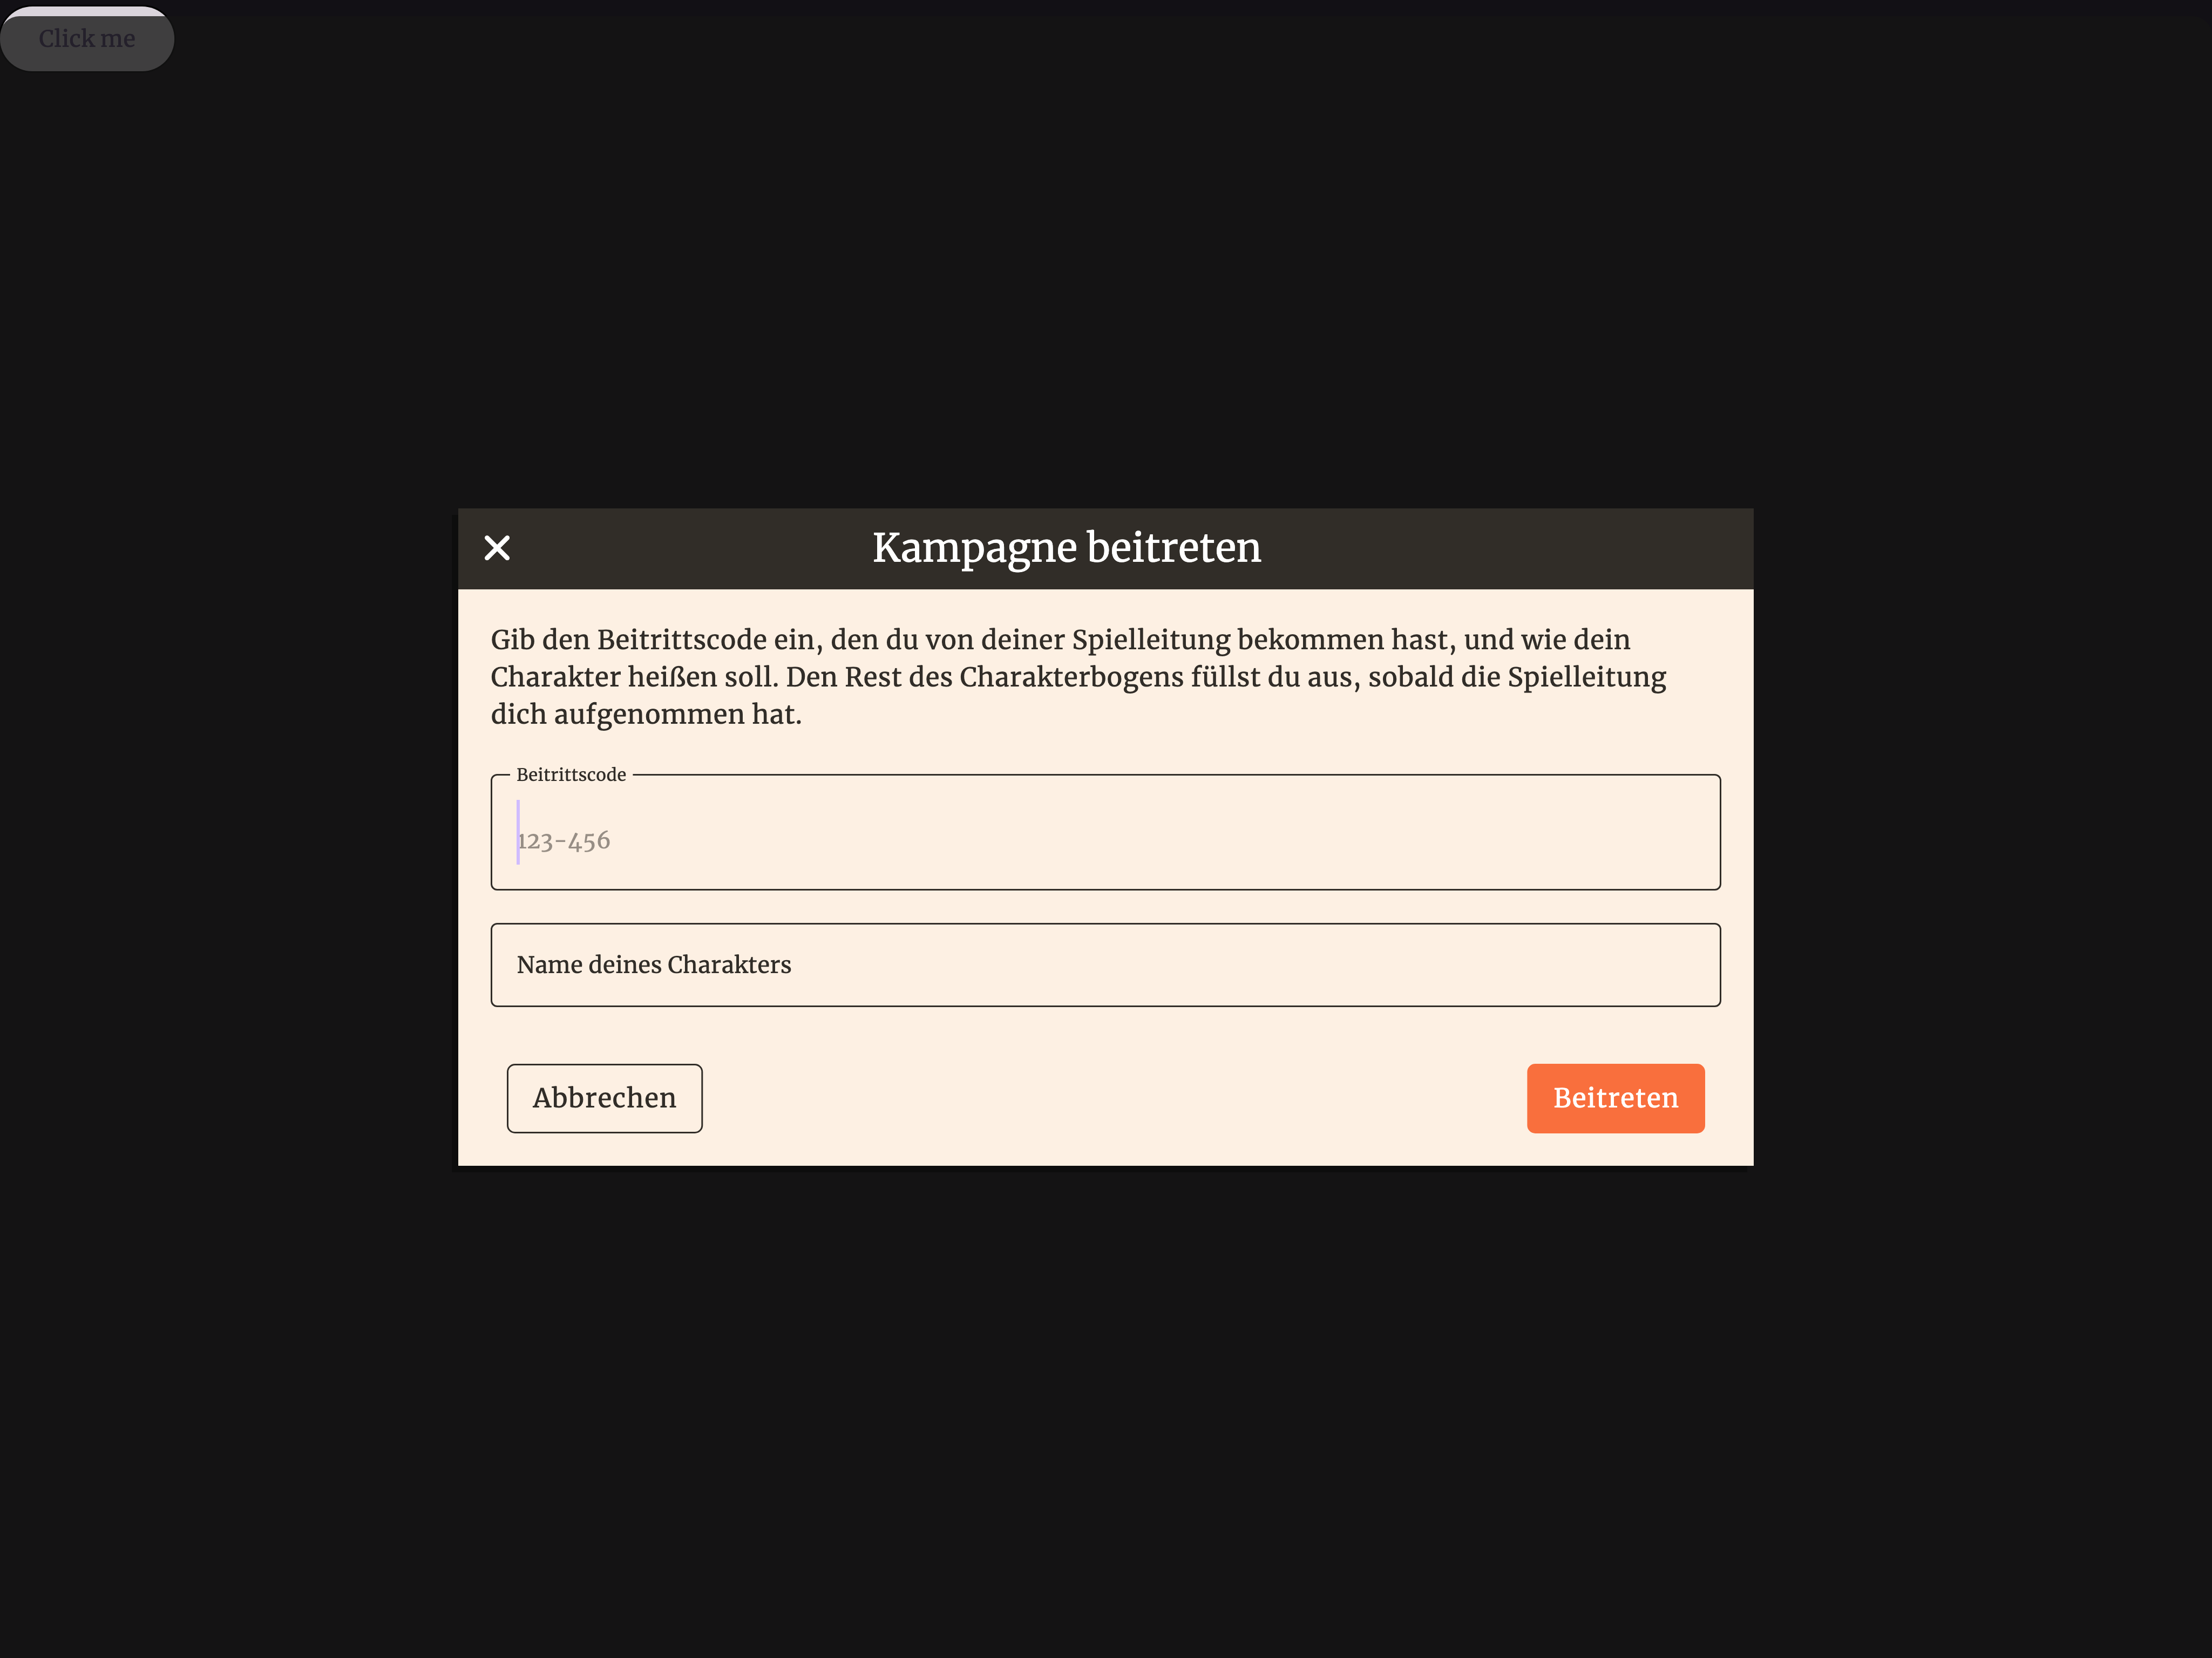 Click me
Kampagne beitreten
Gib den Beitrittscode ein, den du von deiner Spielleitung bekommen hast, und wie dein
Charakter heißen soll. Den Rest des Charakterbogens füllst du aus, sobald die Spielleitung
dich aufgenommen hat.
Beitrittscode
123-456
Name deines Charakters
Abbrechen
Beitreten